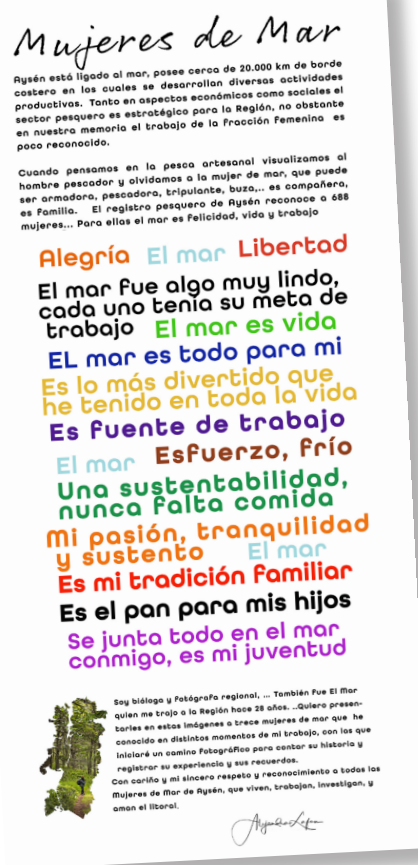 Mujeres de Mar
Aysén está ligado al mar, posee cerca de 20.000 km de borde
costero en los cuales se desarrollan diversas actividades
productivas. Tanto en aspectos económicos como sociales el
sector pesquero es estratégico para la Región, no obstante
en nuestra memoria el trabajo de la fracción femenina es
poco reconocido.
Cuando pensamos en la pesca artesanal visualizamos al
hombre pescador y olvidamos a la mujer de mar, que puede
ser armadora, pescadora, tripulante, buza,.. es compañera,
es familia. El registro pesquero de Aysén reconoce a 688
mujeres... Para ellas el mar es felicidad, vida y trabajo
Alegría El mar Libertad
El mar fue algo muy lindo,
cada uno tenía su meta de
trabajo El mar es vida
EL mar es todo para mi
Es lo más divertido que
he tenido en toda la vida
Es fuente de trabajo
El mar Esfuerzo, frío
Una sustentabilidad,
nunca falta comida
Mi pasión, tranquilidad
y sustento El mar
Es mi tradición familiar
Es el pan para mis hijos
Se junta todo en el mar
conmigo, es mi juventud
Soy bióloga y fotógrafa regional, ... También fue El Mar
quien me trajo a la Región hace 28 años. ..Quiero presen-
tarles en estas imágenes a trece mujeres de mar que he
conocido en distintos momentos de mi trabajo, con las que
iniciaré un camino fotográfico para contar su historia y
registrar su experiencia y sus recuerdos.
Con cariño y mi sincero respeto y reconocimiento a todas las
Mujeres de Mar de Aysén, que viven, trabajan, investigan, y
aman el litoral.